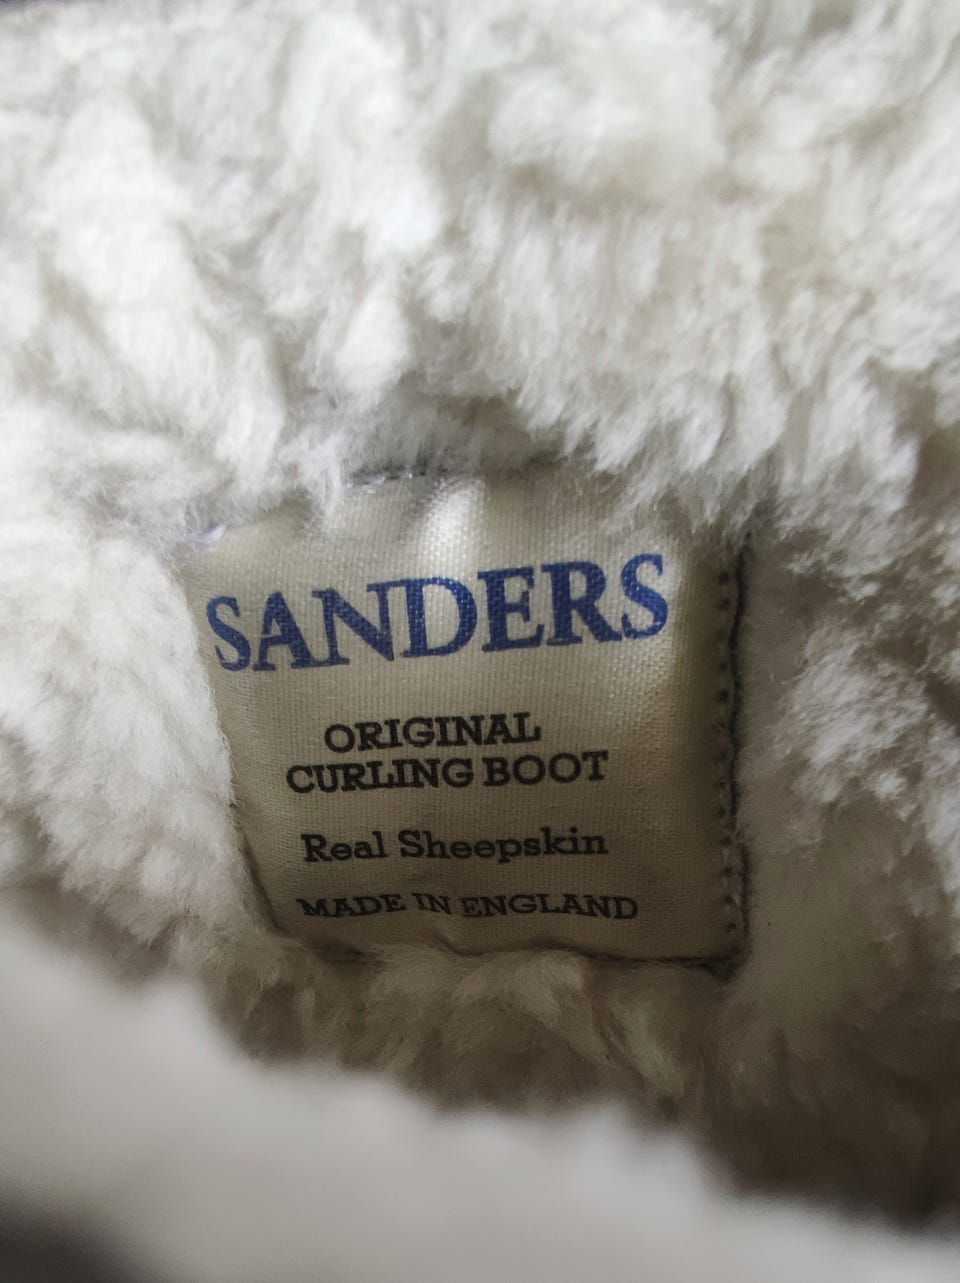 SANDERS
ORIGINAL
CURLING BOOT
Real Sheepskin
MADE IN ENGLAND